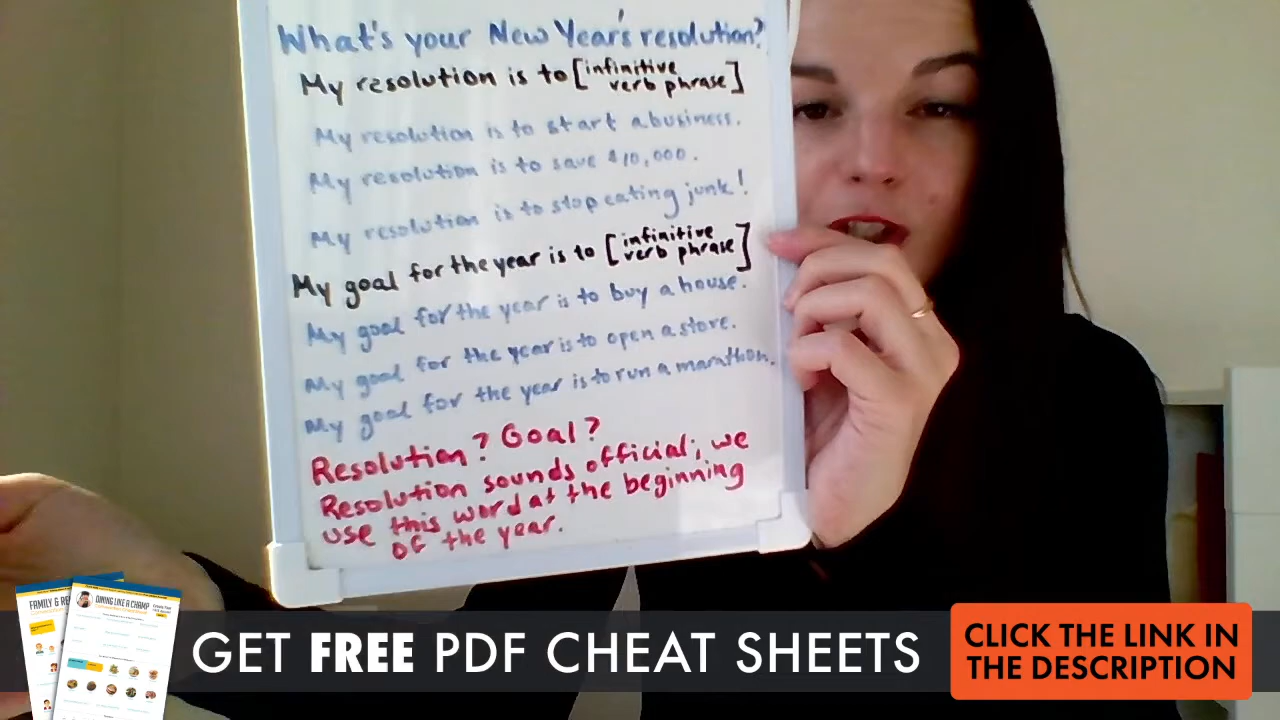 What's your New Year's resolution?
My resolution is to [infinitive verb phrase]
My resolution is to start a business.
My resolution is to save $10,000.
My resolution is to stop eating junk!
My goal for the year is to [infinitive verb phrase]
My goal for the year is to buy a house.
My goal for the year is to open a store.
My goal for the year is to run a marathon.
Resolution? Goal?
Resolution sounds official; we
use this word at the beginning
of the year.
FAMILY & RE
DINING LIKE A CHAMP
GET FREE PDF CHEAT SHEETS
CLICK THE LINK IN
THE DESCRIPTION